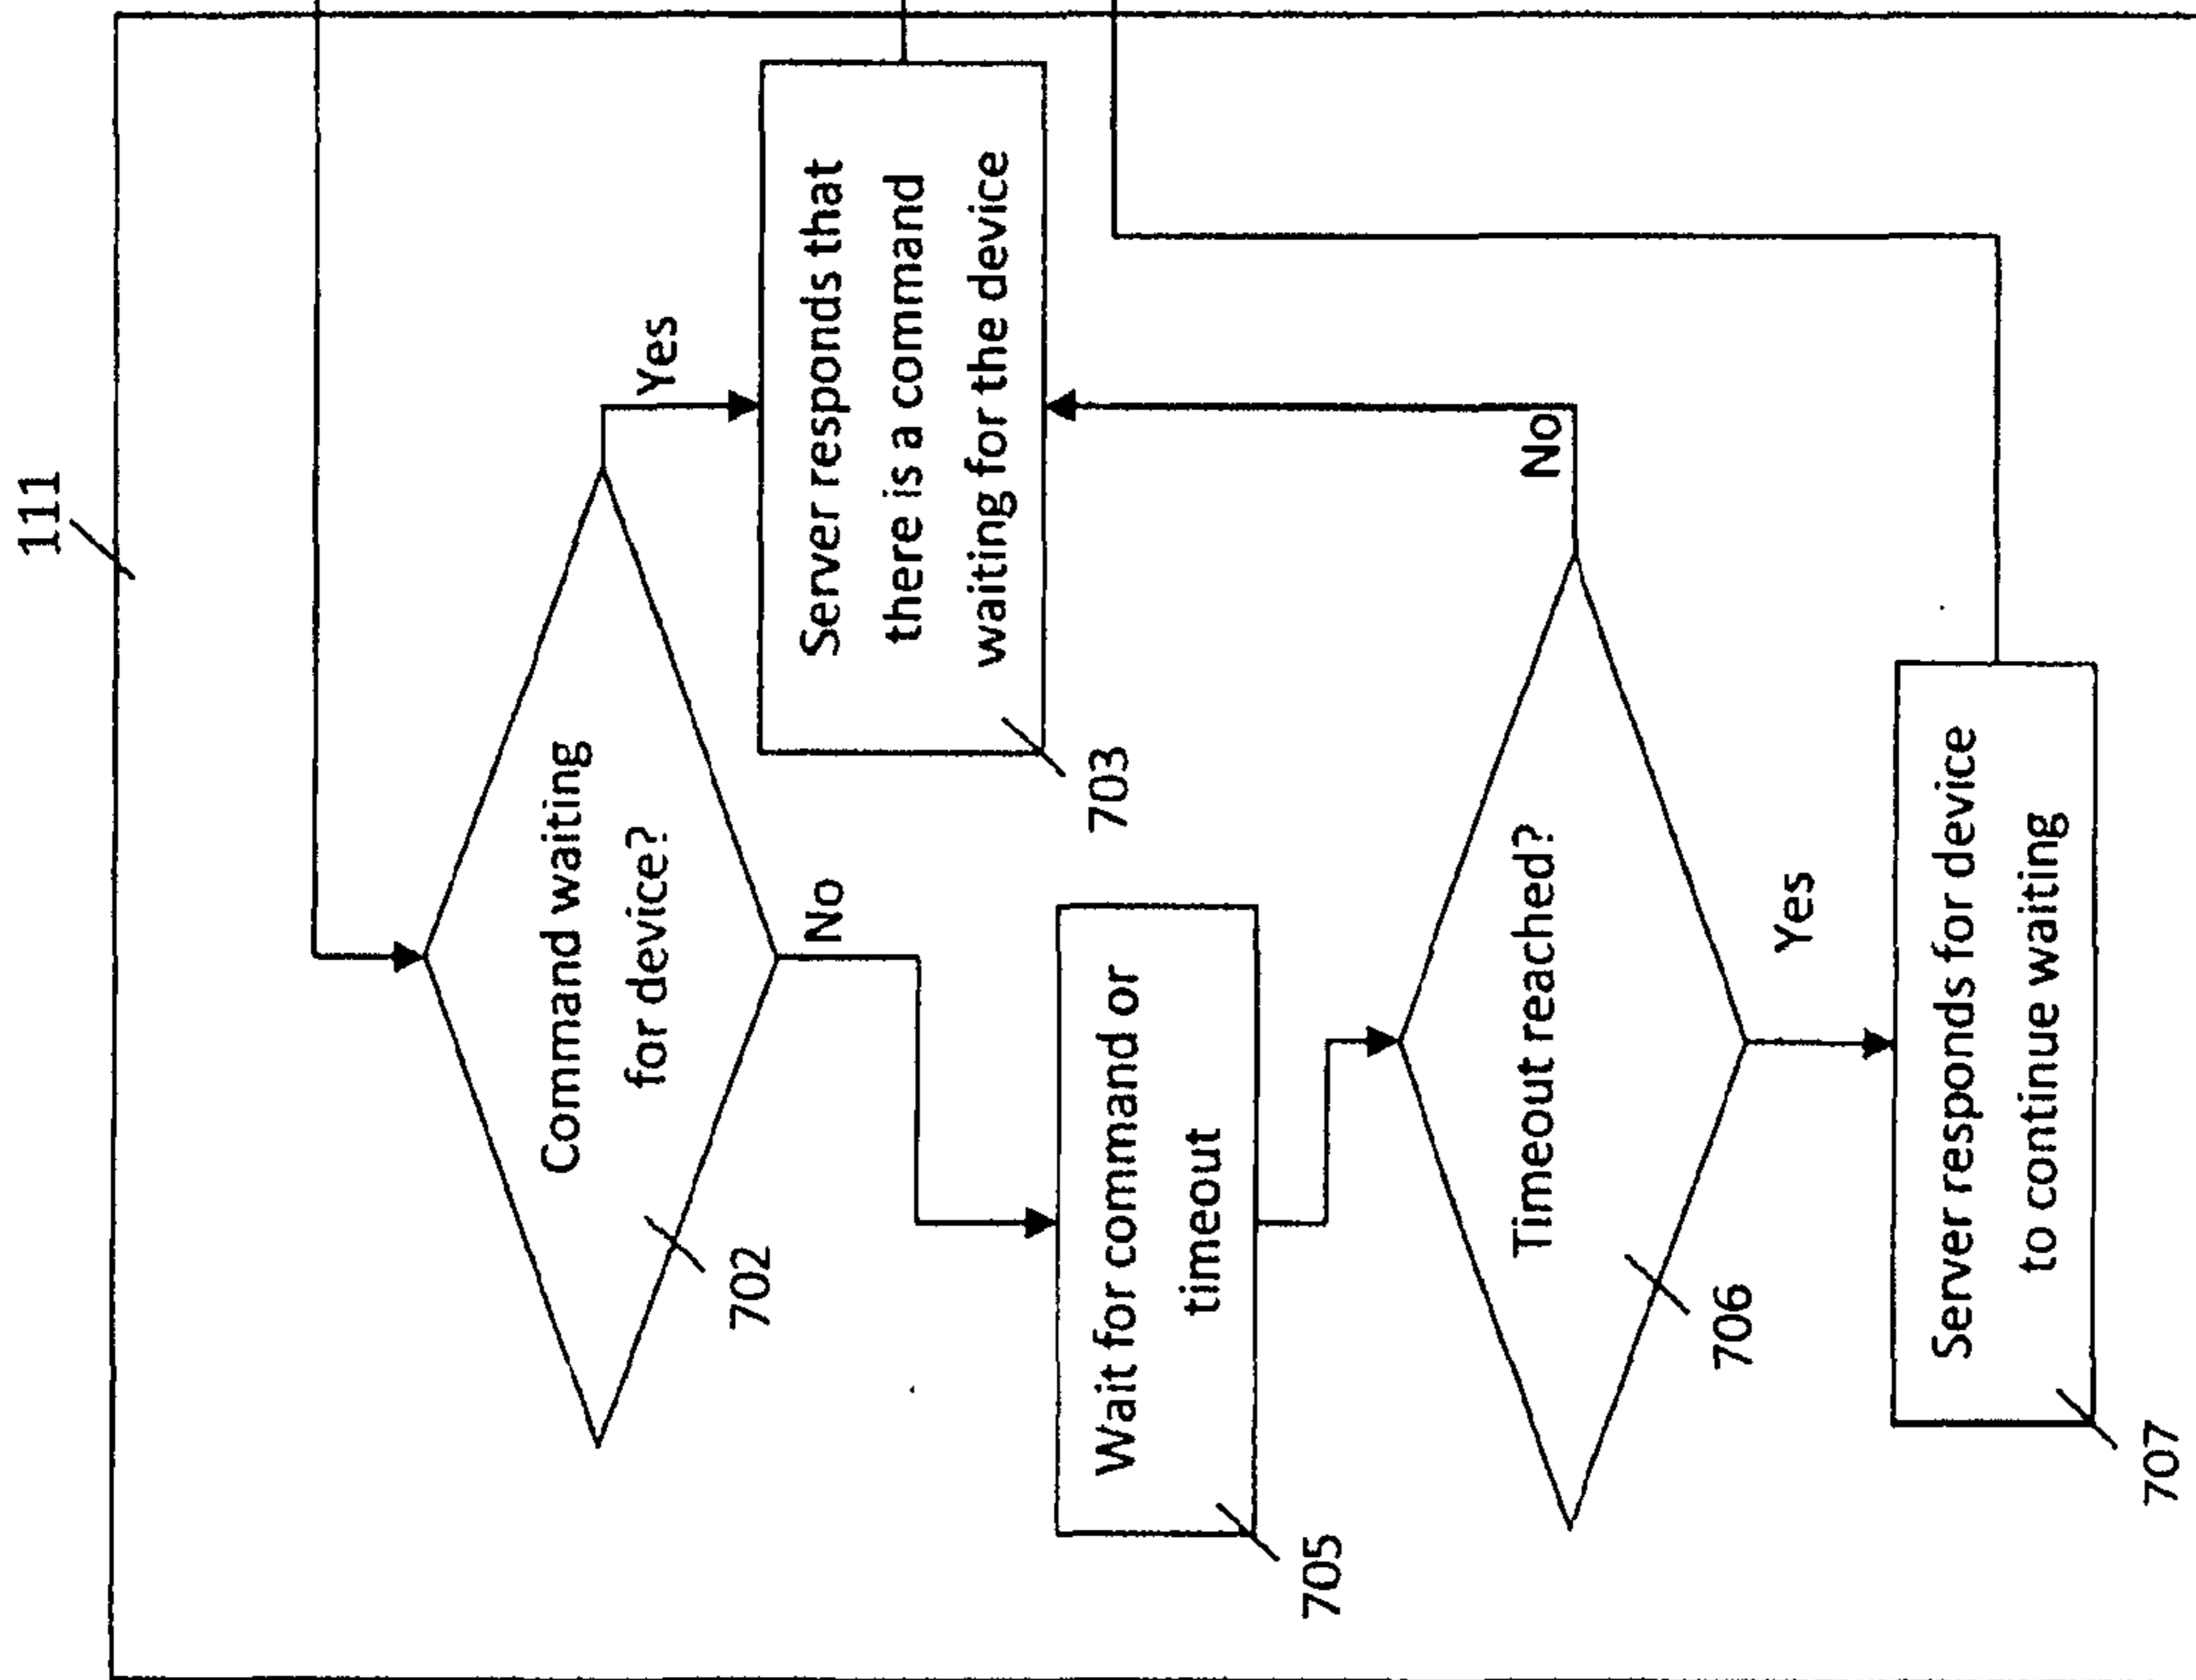 111
Command waiting
for device?
702
Yes
No
Server responds that
there is a command
waiting for the device
703
Wait for command or
timeout
705
Timeout reached?
706
No
Yes
Server responds for device
to continue waiting
707